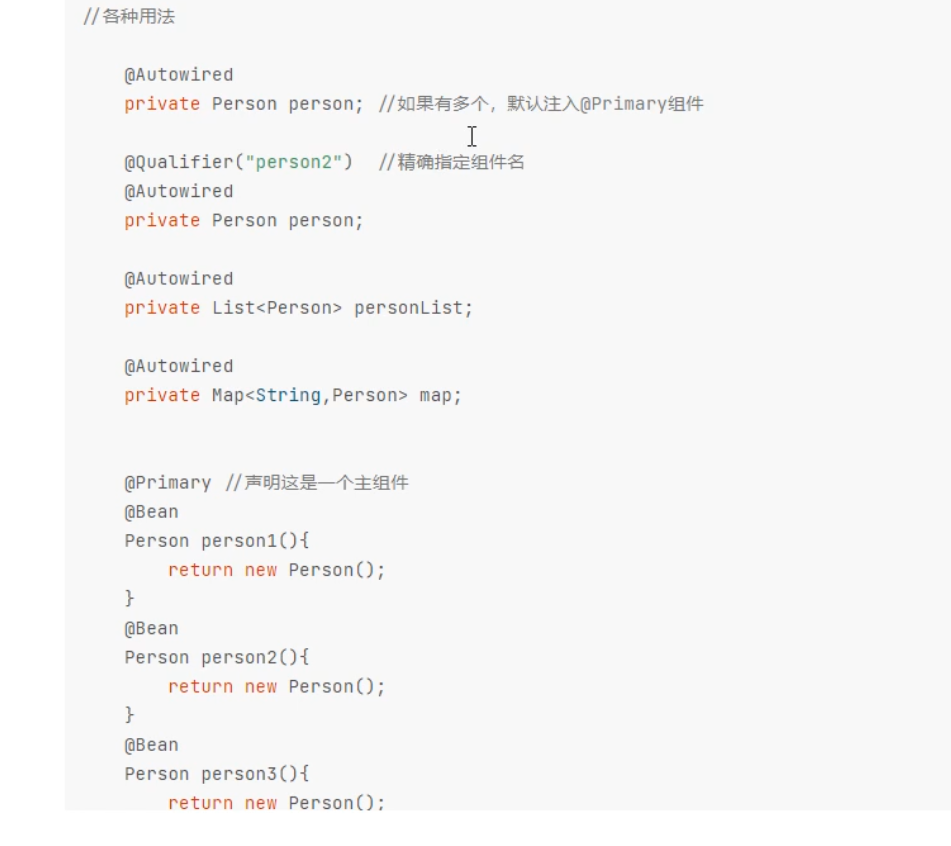 //各种用法
@Autowired
private Person person; //如果有多个，默认注入@Primary组件
@Qualifier("person2") //精确指定组件名
@Autowired
private Person person;
@Autowired
private List<Person> personList;
@Autowired
private Map<String,Person> map;
@Primary //声明这是一个主组件
@Bean
Person person1(){
return new Person();
}
@Bean
Person person2(){
return new Person();
}
@Bean
Person person3(){
return new Person();